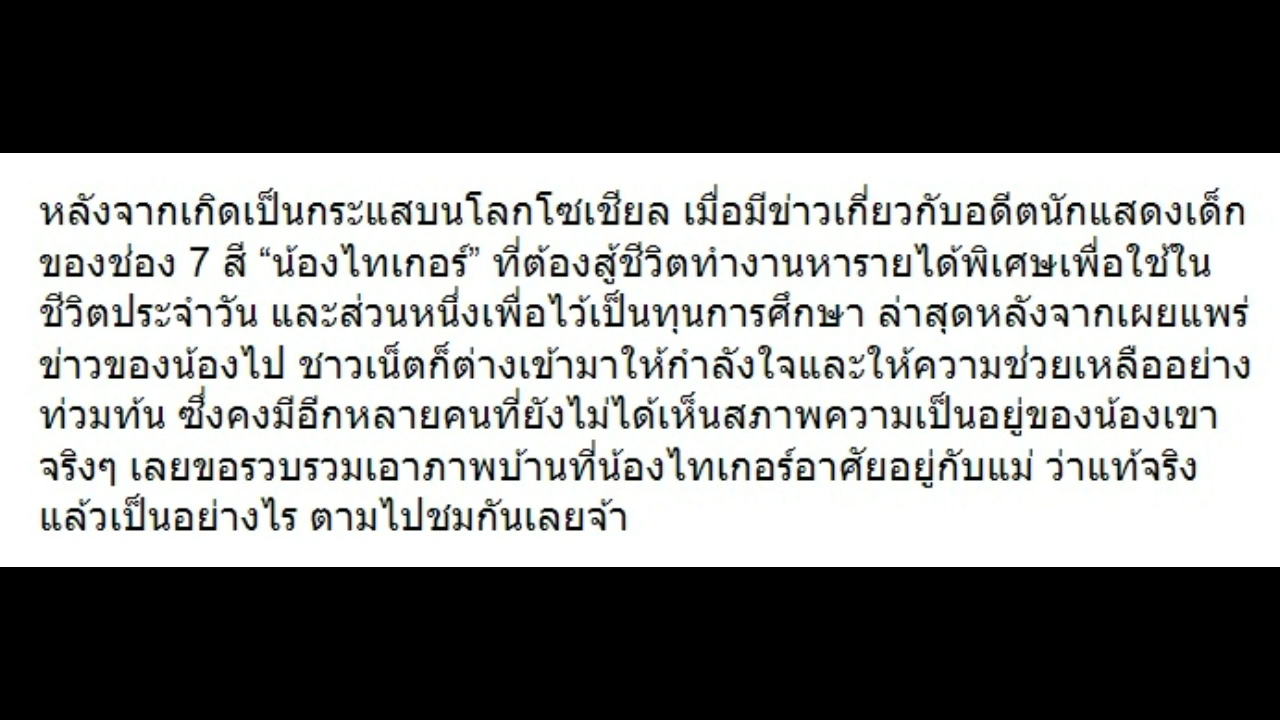 หลังจากเกิดเป็นกระแสบนโลกโซเชียล เมื่อมีข่าวเกี่ยวกับอดีตนักแสดงเด็ก
ของช่อง 7 สี “น้องไทเกอร์” ที่ต้องสู้ชีวิตทำงานหารายได้พิเศษเพื่อใช้ใน
ชีวิตประจำวัน และส่วนหนึ่งเพื่อไว้เป็นทุนการศึกษา ล่าสุดหลังจากเผยแพร่
ข่าวของน้องไป ชาวเน็ตก็ต่างเข้ามาให้กำลังใจและให้ความช่วยเหลืออย่าง
ท่วมท้น ซึ่งคงมีอีกหลายคนที่ยังไม่ได้เห็นสภาพความเป็นอยู่ของน้องเขา
จริงๆ เลยขอรวบรวมเอาภาพบ้านที่น้องไทเกอร์อาศัยอยู่กับแม่ ว่าแท้จริง
แล้วเป็นอย่างไร ตามไปชมกันเลยจ้า